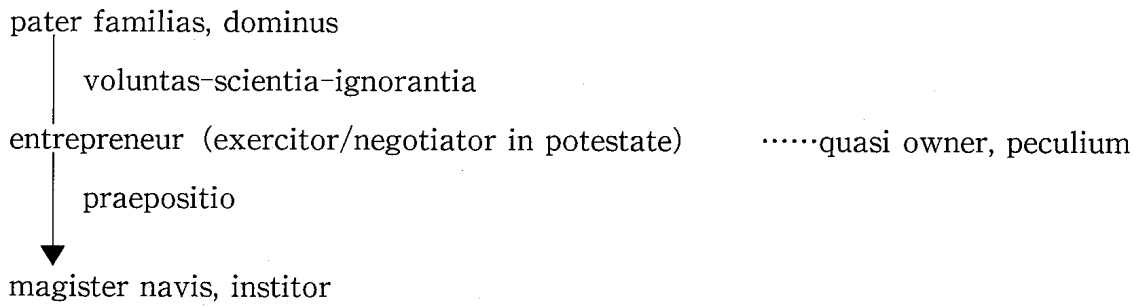 pater familias, dominus
voluntas-scientia-ignorantia
entrepreneur (exercitor/negotiator in potestate) ……quasi owner, peculium
praepositio
magister navis, institor